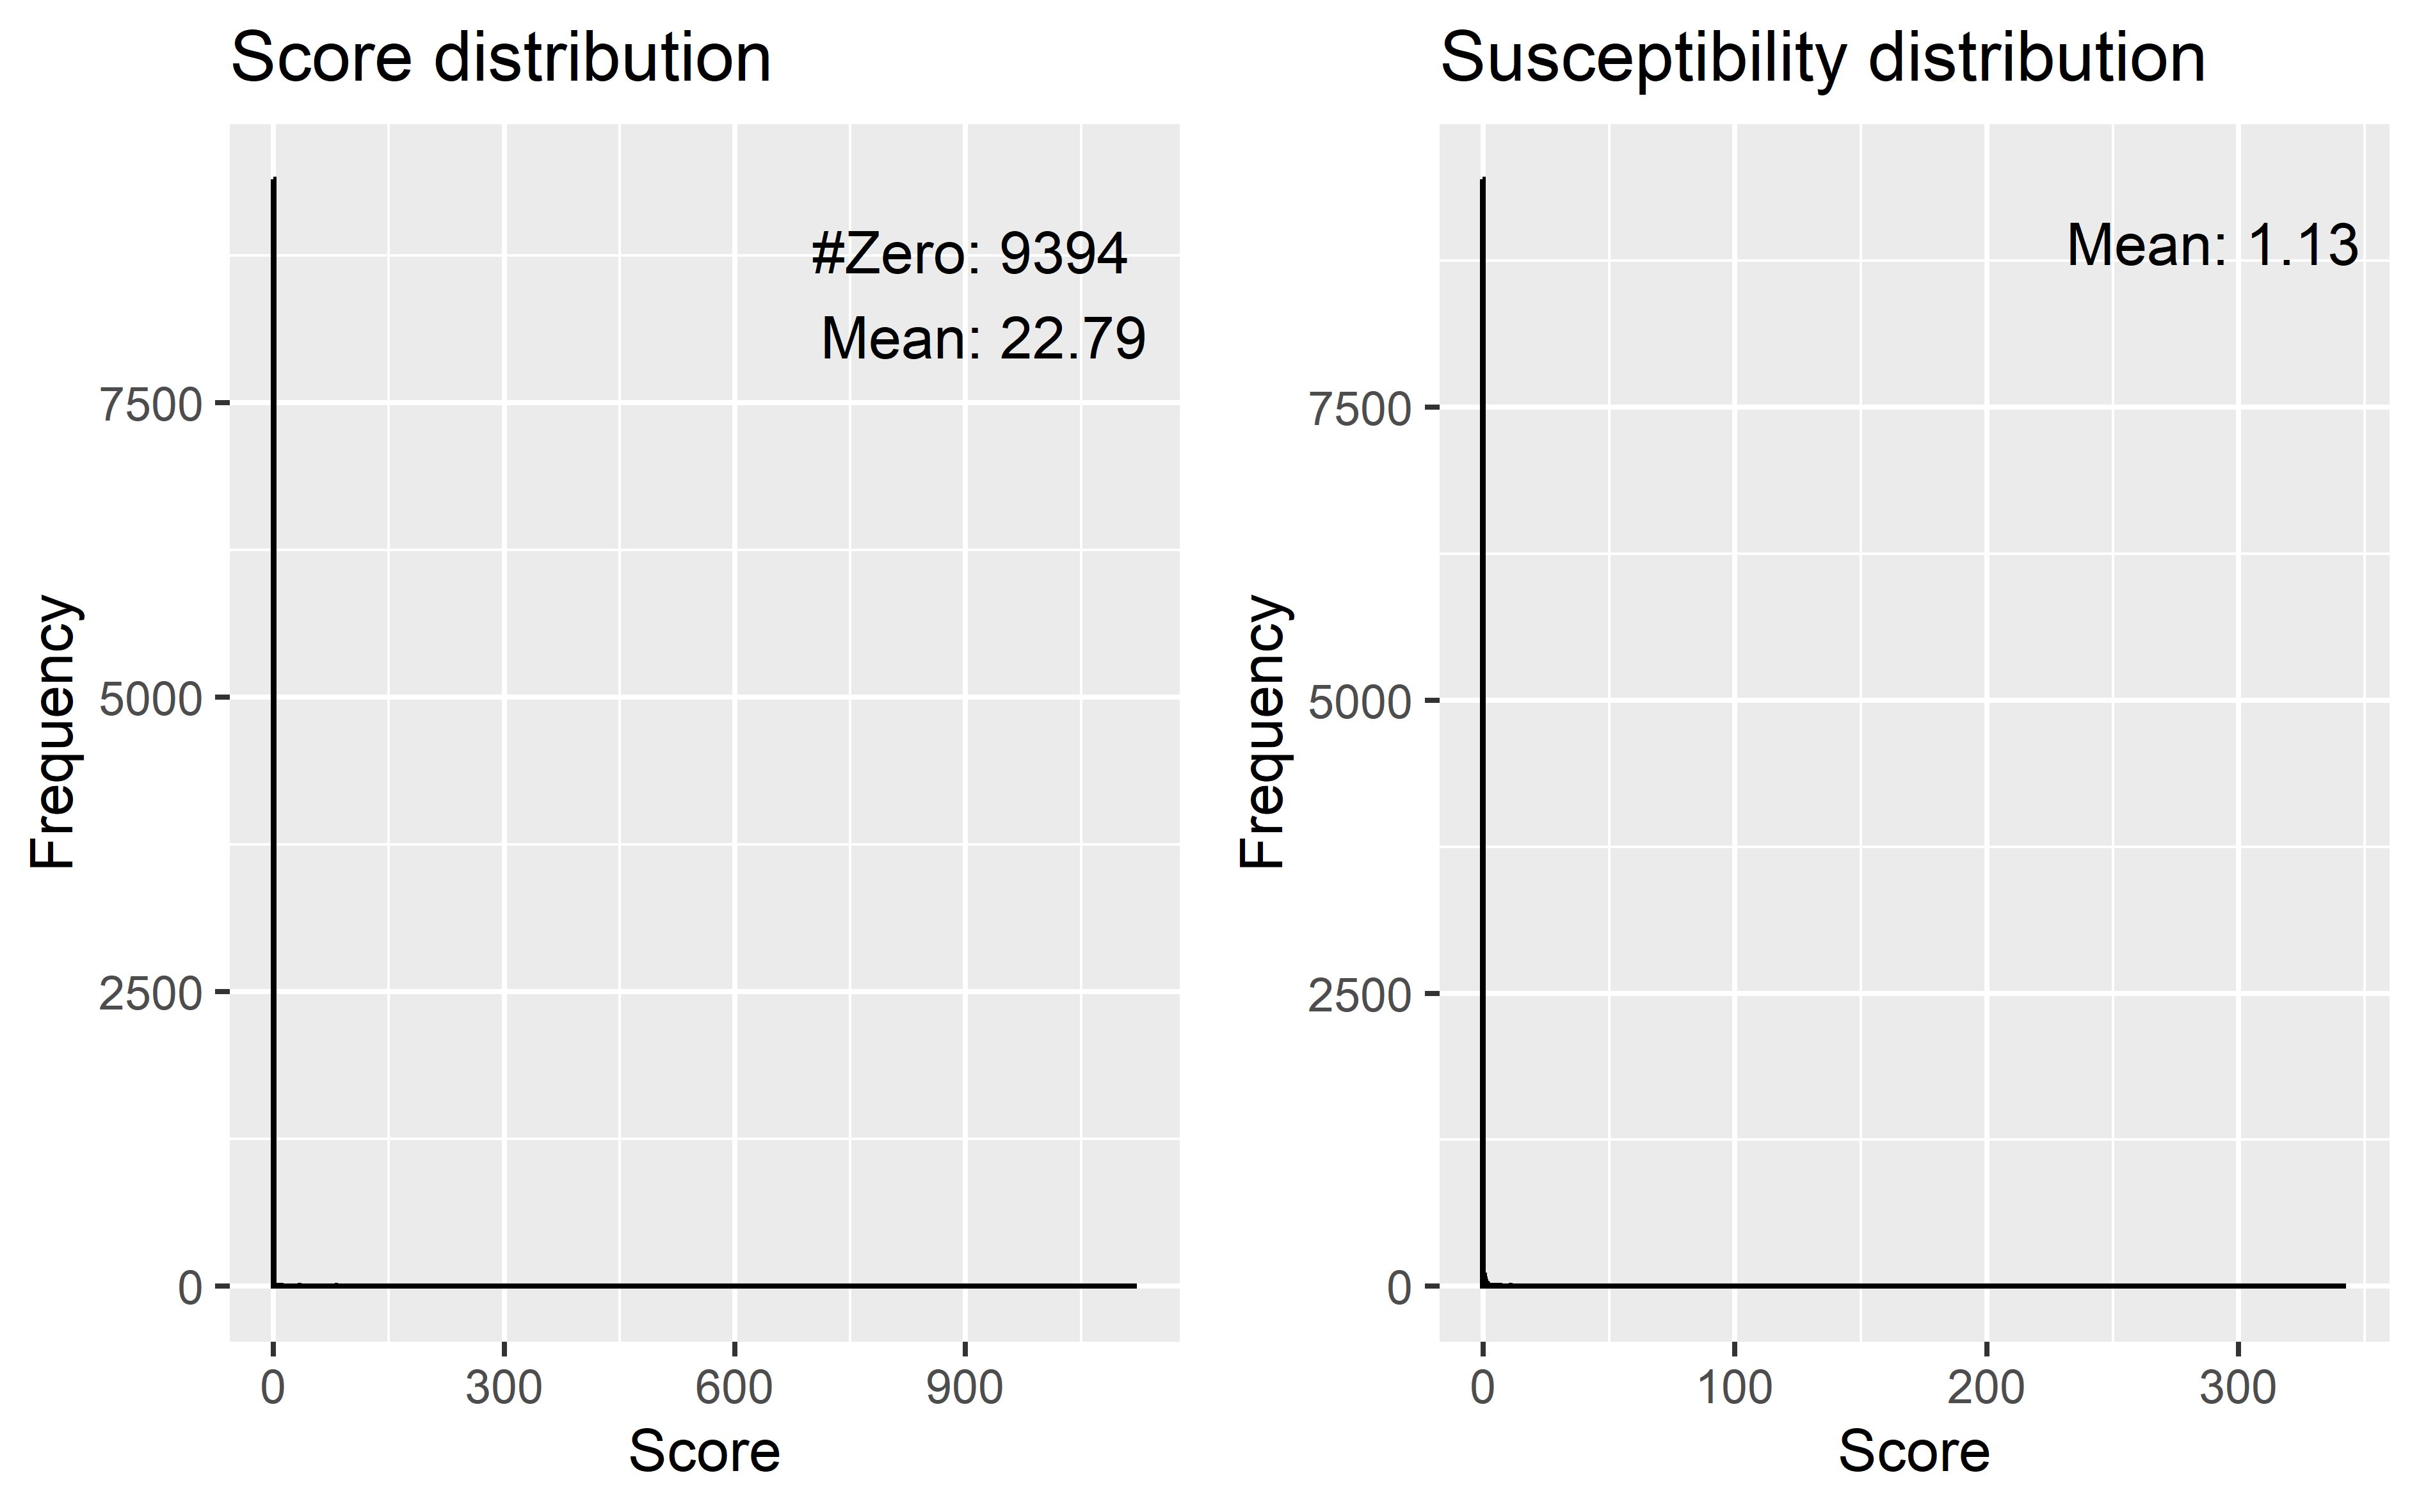 Score distribution
#Zero: 9394
Mean: 22.79
7500
5000
2500
0
Frequency
0 300 600 900
Score
Susceptibility distribution
Mean: 1.13
7500
5000
2500
0
Frequency
0 100 200 300
Score